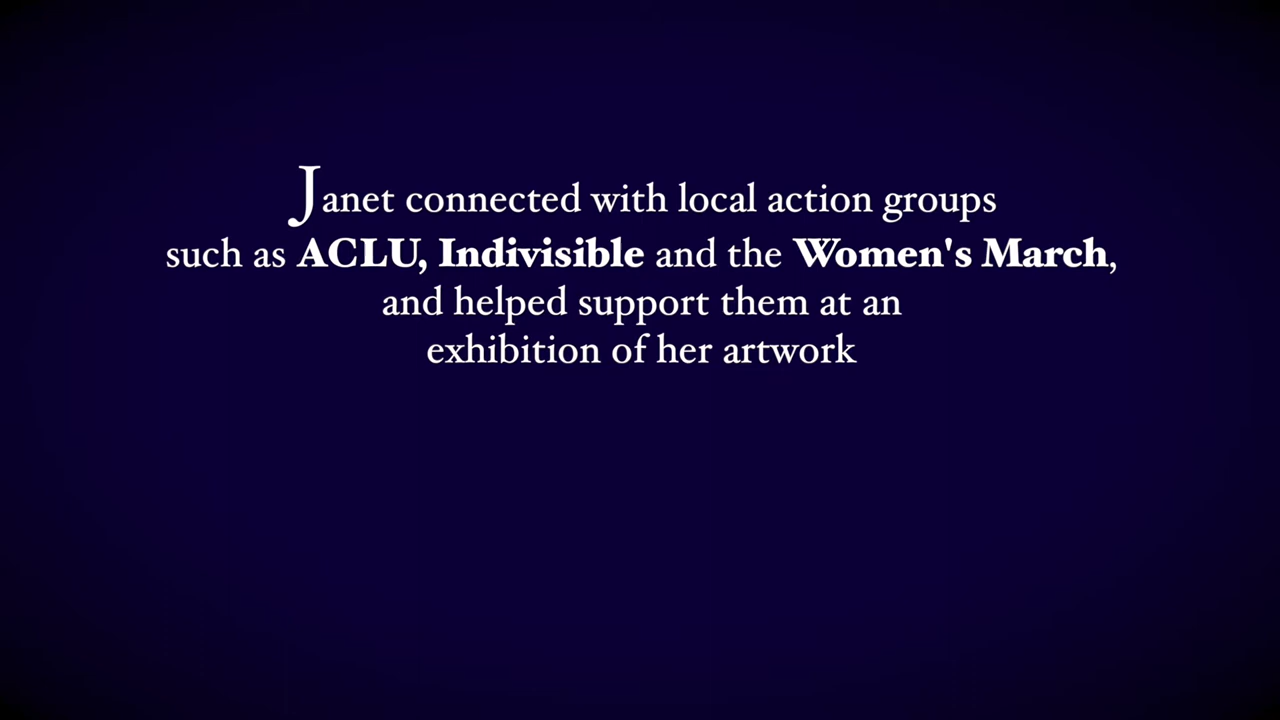 Janet connected with local action groups
such as ACLU, Indivisible and the Women's March,
and helped support them at an
exhibition of her artwork